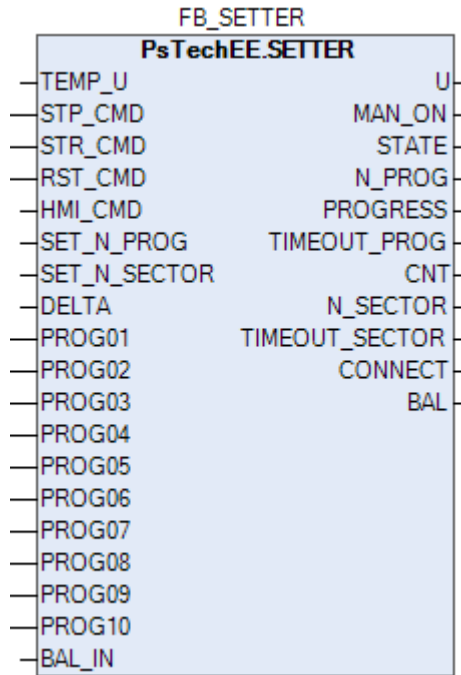 FB_SETTER
PsTechEE.SETTER
TEMP_U U
STP_CMD MAN_ON
STR_CMD STATE
RST_CMD N_PROG
HMI_CMD PROGRESS
SET_N_PROG TIMEOUT_PROG
SET_N_SECTOR CNT
DELTA N_SECTOR
PROG01 TIMEOUT_SECTOR
PROG02 CONNECT
PROG03 BAL
PROG04
PROG05
PROG06
PROG07
PROG08
PROG09
PROG10
BAL_IN